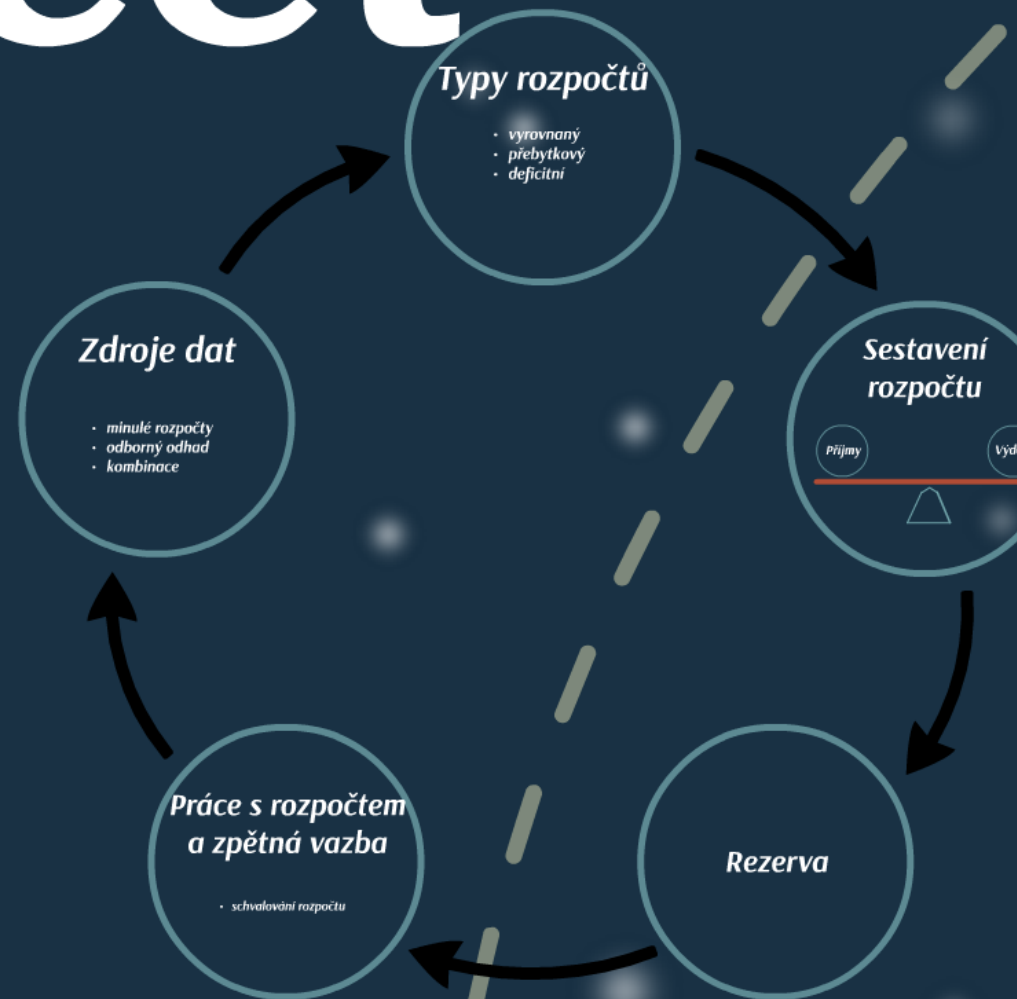 Typy rozpočtů
• vyrovnaný
• přebytkový
• deficitní
Zdroje dat
• minulé rozpočty
• odborný odhad
• kombinace
Sestavení
rozpočtu
Příjmy
Práce s rozpočtem
a zpětná vazba
• schvalování rozpočtu
Rezerva